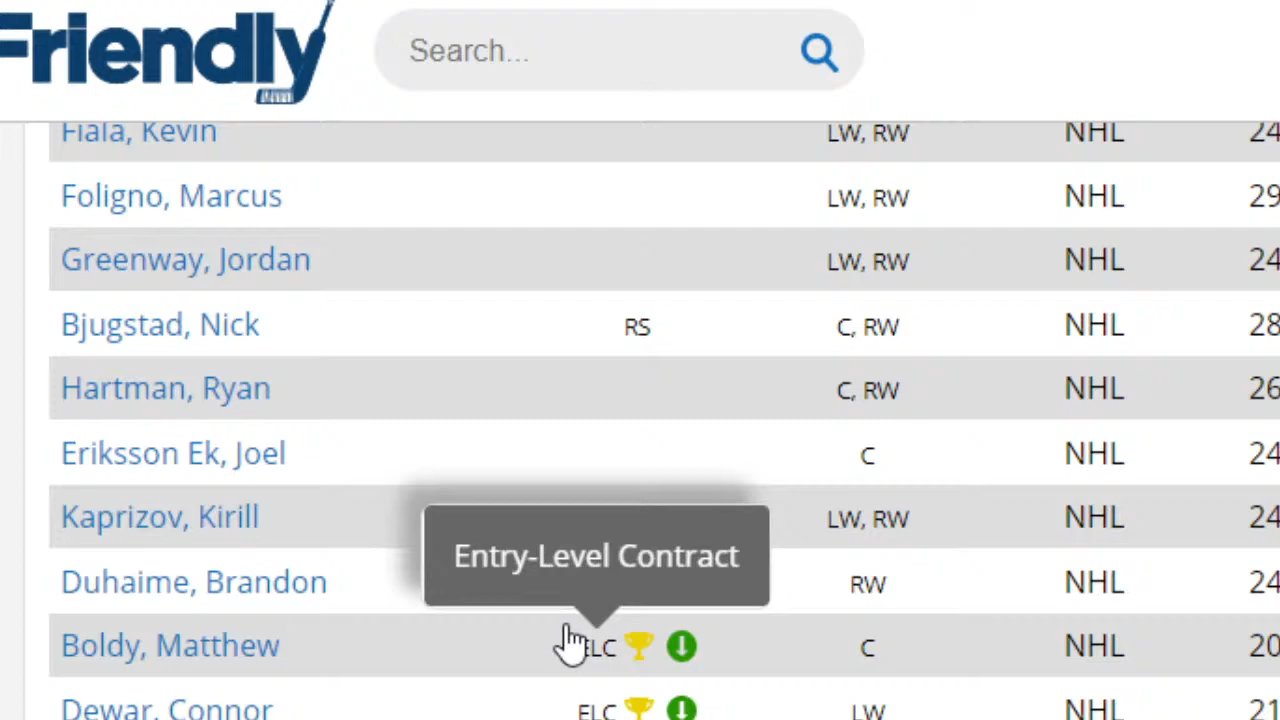 Friendly
Search...
Fiala, Kevin LW, RW NHL 24
Foligno, Marcus LW, RW NHL 29
Greenway, Jordan LW, RW NHL 24
Bjugstad, Nick RS C, RW NHL 28
Hartman, Ryan C, RW NHL 26
Eriksson Ek, Joel C NHL 24
Kaprizov, Kirill LW, RW NHL 24
Entry-Level Contract
Duhaime, Brandon RW NHL 24
Boldy, Matthew ELC C NHL 20
Dewar, Connor ELC LW NHL 21